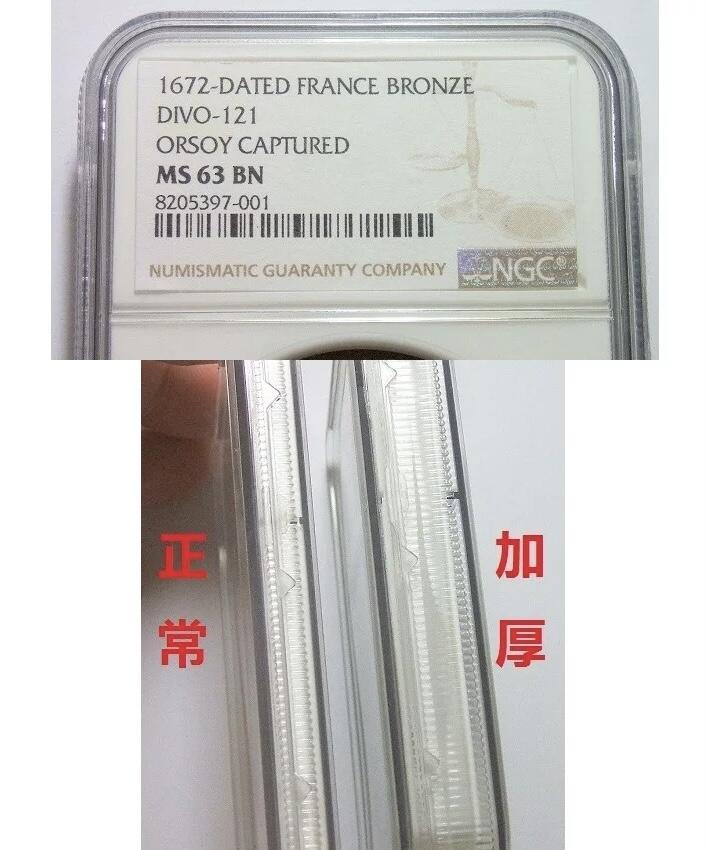 1672-DATED FRANCE BRONZE
DIVO-121
ORSOY CAPTURED
MS 63 BN
8205397-001
NUMISMATIC GUARANTY COMPANY
NGC®
正常
加厚